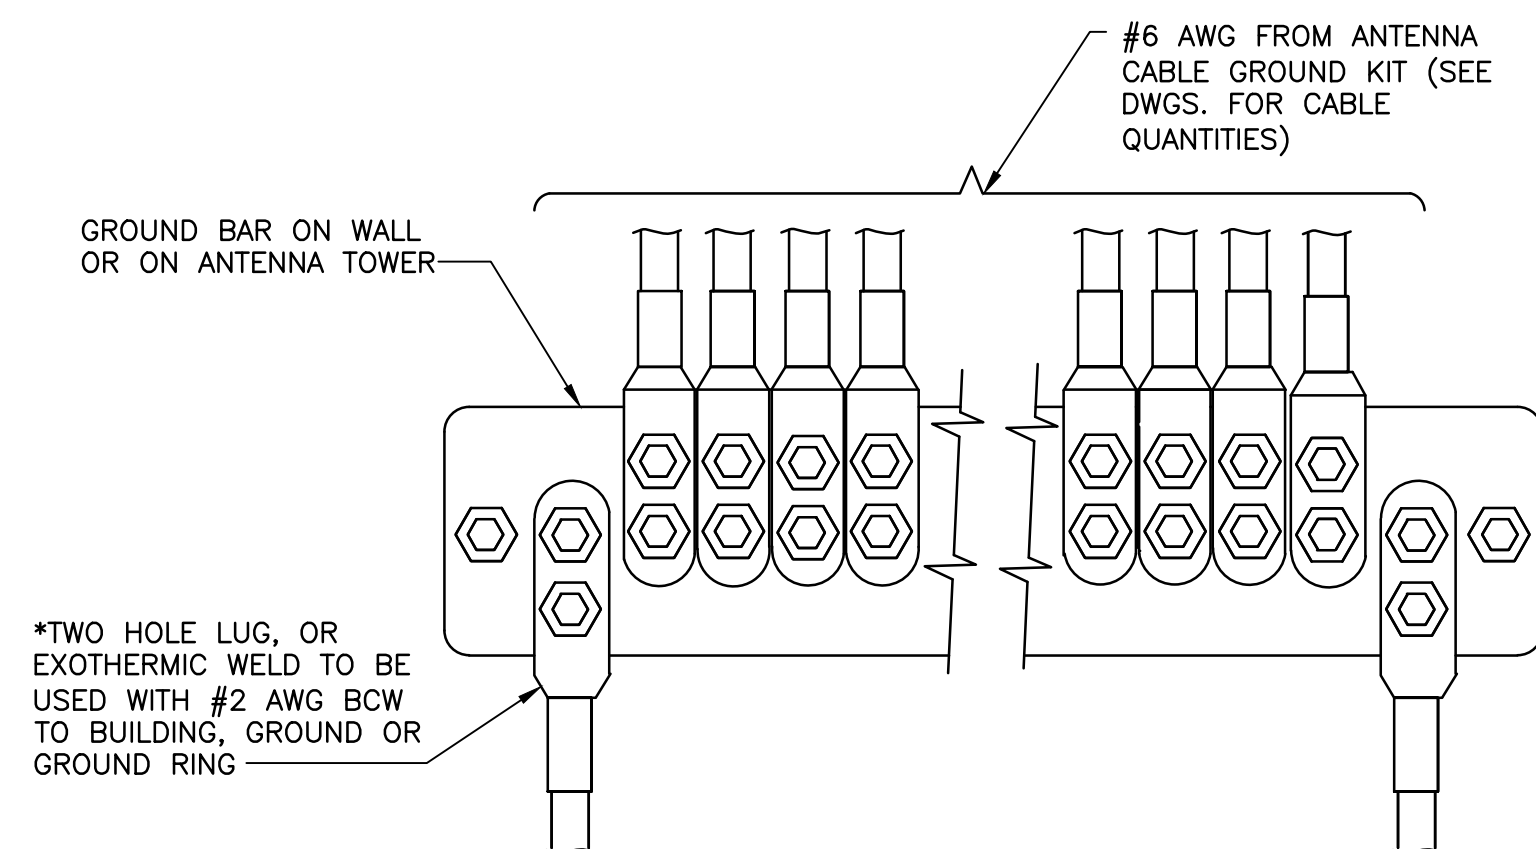 #6 AWG FROM ANTENNA
CABLE GROUND KIT (SEE
DWGS. FOR CABLE
QUANTITIES)
GROUND BAR ON WALL
OR ON ANTENNA TOWER
*TWO HOLE LUG, OR
EXOTHERMIC WELD TO BE
USED WITH #2 AWG BCW
TO BUILDING, GROUND OR
GROUND RING